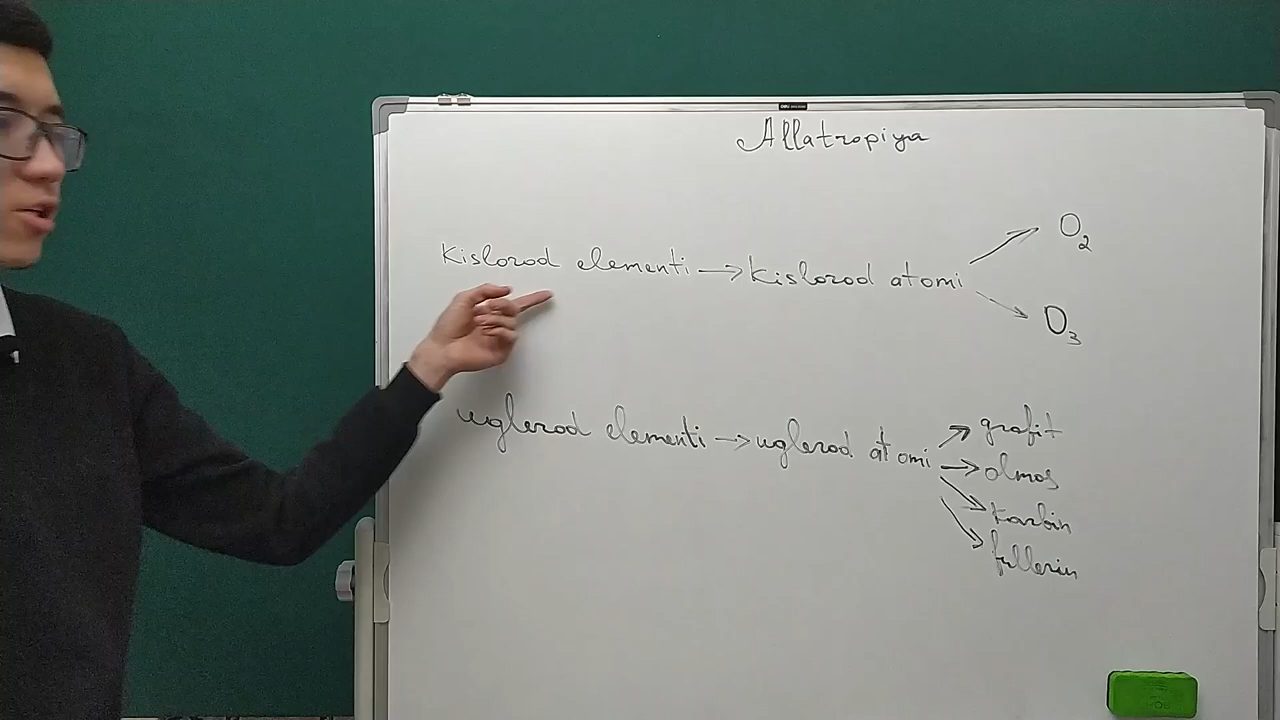 Allatropiya
Kislorod elementi → kislorod atomi
O₂
O₃
uglerod elementi → uglerod atomi
grafit
olmos
karbin
fullerin